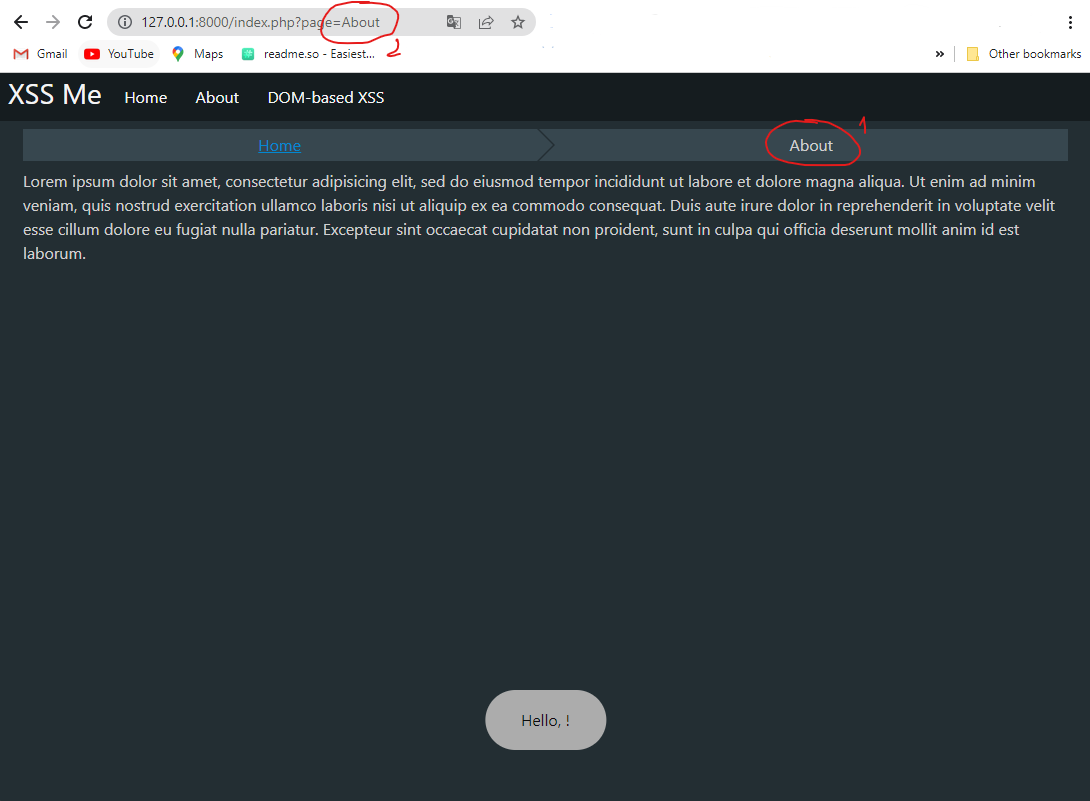 127.0.0.1:8000/index.php?page=About
2
Gmail YouTube Maps readme.so - Easiest... » Other bookmarks
XSS Me Home About DOM-based XSS
1
Home About
Lorem ipsum dolor sit amet, consectetur adipisicing elit, sed do eiusmod tempor incididunt ut labore et dolore magna aliqua. Ut enim ad minim
veniam, quis nostrud exercitation ullamco laboris nisi ut aliquip ex ea commodo consequat. Duis aute irure dolor in reprehenderit in voluptate velit
esse cillum dolore eu fugiat nulla pariatur. Excepteur sint occaecat cupidatat non proident, sunt in culpa qui officia deserunt mollit anim id est
laborum.
Hello, !